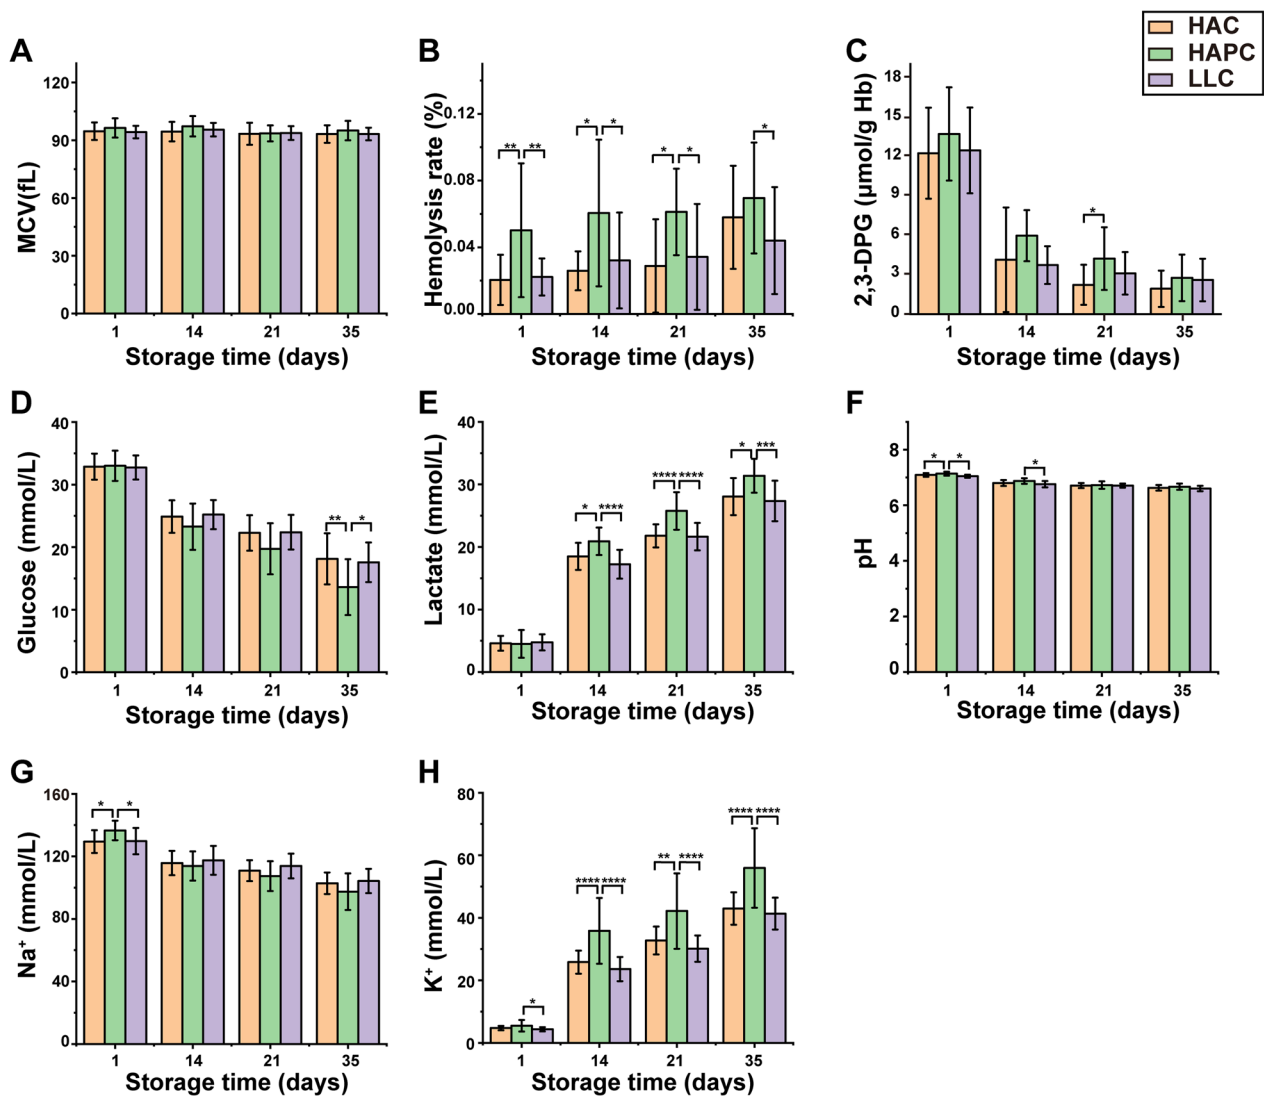 HAC
HAPC
LLC
A
MCV(fL)
120
90
60
30
0
1 14 21 35
Storage time (days)
B
Hemolysis rate (%)
0.12
0.08
0.04
0.00
** **
* *
* *
*
1 14 21 35
Storage time (days)
C
2,3-DPG (μmol/g Hb)
18
15
12
9
6
3
0
*
1 14 21 35
Storage time (days)
D
Glucose (mmol/L)
40
30
20
10
0
** *
1 14 21 35
Storage time (days)
E
Lactate (mmol/L)
40
30
20
10
0
* ****
**** ****
* ***
1 14 21 35
Storage time (days)
F
pH
8
6
4
2
0
* *
*
1 14 21 35
Storage time (days)
G
Na⁺ (mmol/L)
160
120
80
40
0
* *
1 14 21 35
Storage time (days)
H
K⁺ (mmol/L)
80
60
40
20
0
*
**** ****
** ****
**** ****
1 14 21 35
Storage time (days)